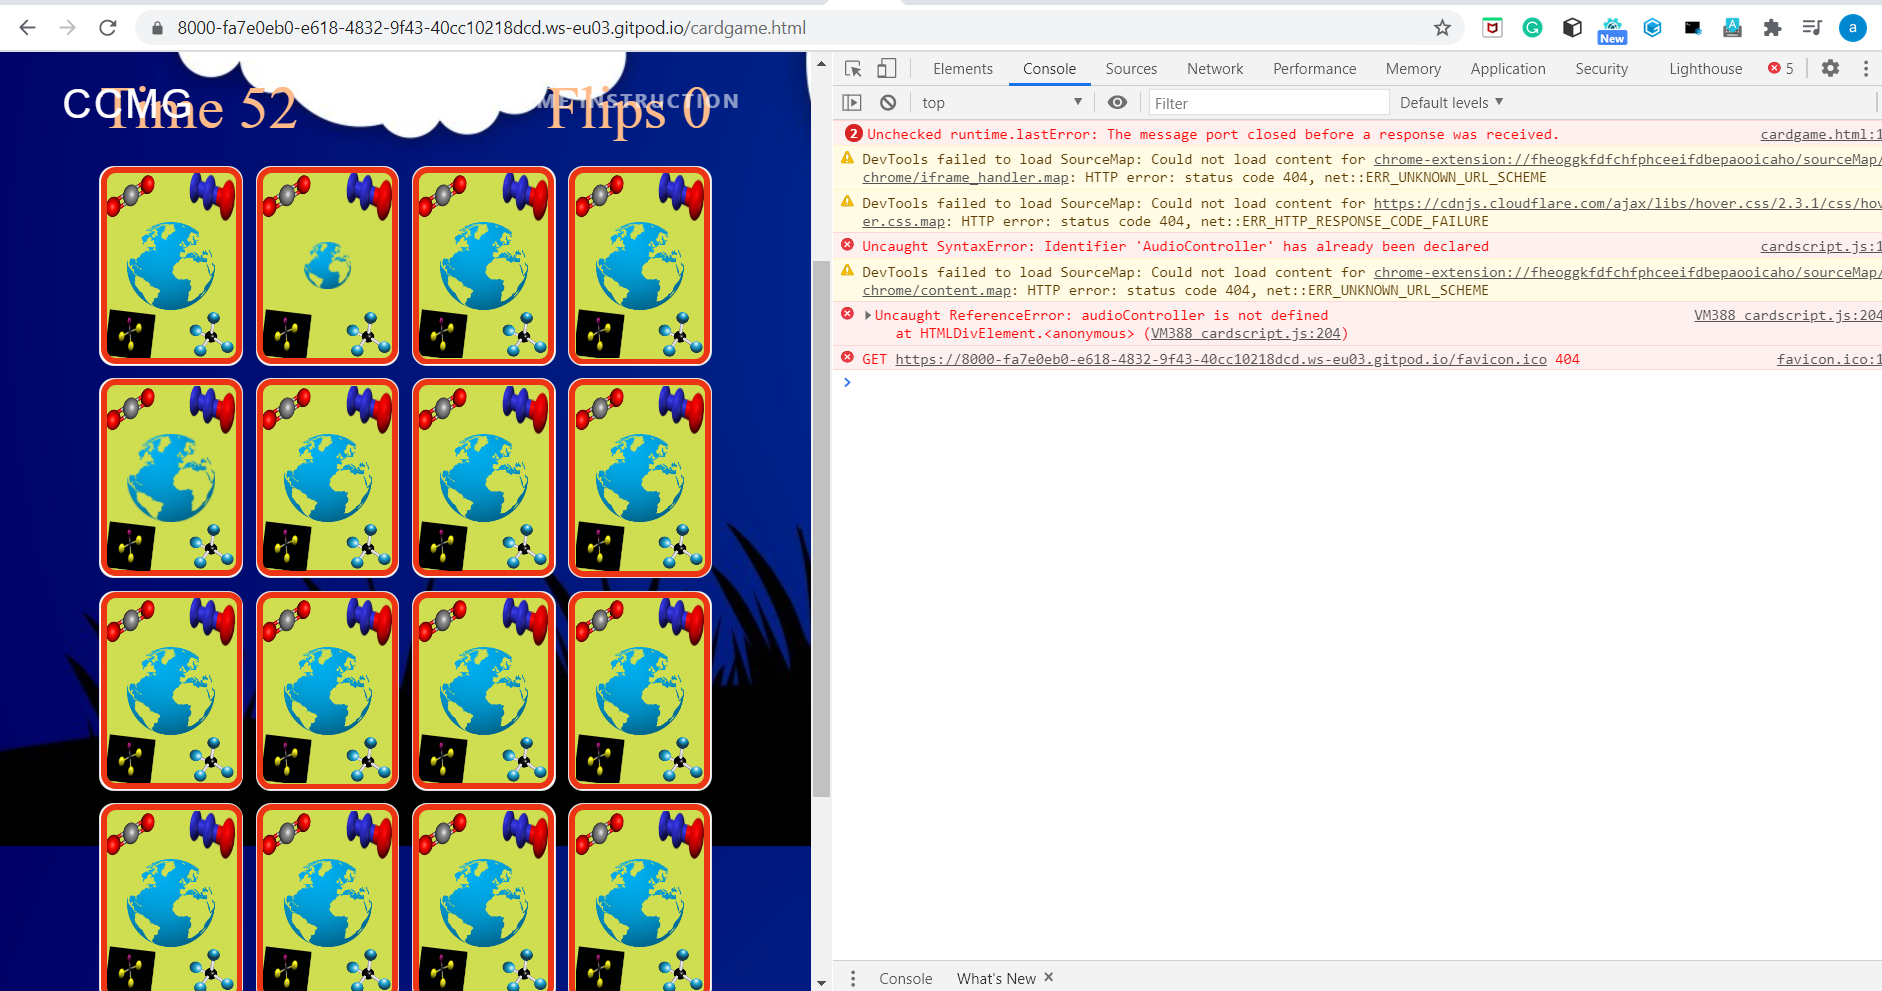 8000-fa7e0eb0-e618-4832-9f43-40cc10218dcd.ws-eu03.gitpod.io/cardgame.html
New
a
CCMG
Time 52
ME INSTRUCTION
Flips 0
Elements Console Sources Network Performance Memory Application Security Lighthouse 5
top Filter Default levels
2 Unchecked runtime.lastError: The message port closed before a response was received. cardgame.html:1
DevTools failed to load SourceMap: Could not load content for chrome-extension://fheoggkfdfchfphceeifdbepaooicaho/sourceMap/
chrome/iframe_handler.map: HTTP error: status code 404, net::ERR_UNKNOWN_URL_SCHEME
DevTools failed to load SourceMap: Could not load content for https://cdnjs.cloudflare.com/ajax/libs/hover.css/2.3.1/css/hov
er.css.map: HTTP error: status code 404, net::ERR_HTTP_RESPONSE_CODE_FAILURE
Uncaught SyntaxError: Identifier 'AudioController' has already been declared cardscript.js:1
DevTools failed to load SourceMap: Could not load content for chrome-extension://fheoggkfdfchfphceeifdbepaooicaho/sourceMap/
chrome/content.map: HTTP error: status code 404, net::ERR_UNKNOWN_URL_SCHEME
Uncaught ReferenceError: audioController is not defined VM388 cardscript.js:204
at HTMLDivElement.<anonymous> (VM388 cardscript.js:204)
GET https://8000-fa7e0eb0-e618-4832-9f43-40cc10218dcd.ws-eu03.gitpod.io/favicon.ico 404 favicon.ico:1
Console What's New